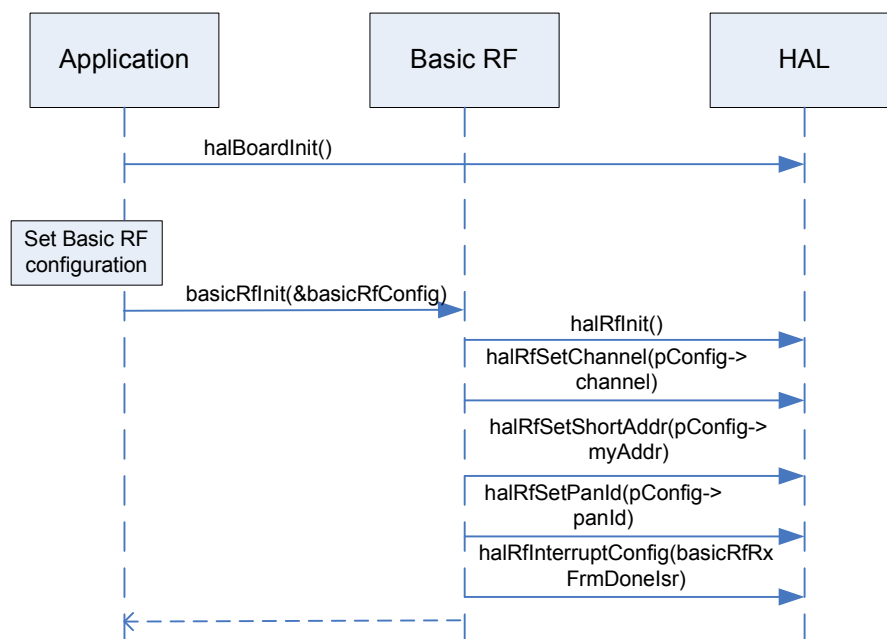 Application
Basic RF
HAL
halBoardInit()
Set Basic RF
configuration
basicRfInit(&basicRfConfig)
halRfInit()
halRfSetChannel(pConfig->
channel)
halRfSetShortAddr(pConfig->
myAddr)
halRfSetPanId(pConfig->
panId)
halRfInterruptConfig(basicRfRx
FrmDoneIsr)